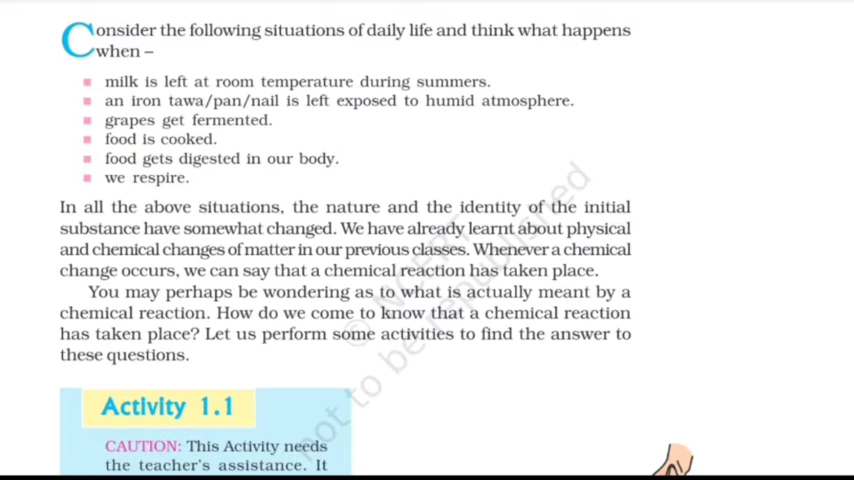 Consider the following situations of daily life and think what happens
when –
■ milk is left at room temperature during summers.
■ an iron tawa/pan/nail is left exposed to humid atmosphere.
■ grapes get fermented.
■ food is cooked.
■ food gets digested in our body.
■ we respire.
In all the above situations, the nature and the identity of the initial
substance have somewhat changed. We have already learnt about physical
and chemical changes of matter in our previous classes. Whenever a chemical
change occurs, we can say that a chemical reaction has taken place.
You may perhaps be wondering as to what is actually meant by a
chemical reaction. How do we come to know that a chemical reaction
has taken place? Let us perform some activities to find the answer to
these questions.
Activity 1.1
CAUTION: This Activity needs
the teacher's assistance. It
© NCERT
not to be republished